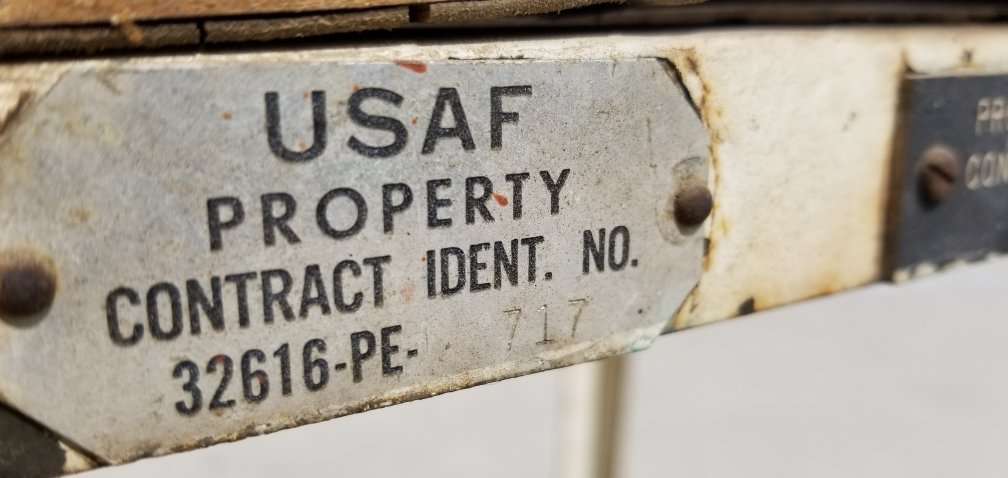 USAF
PROPERTY
CONTRACT IDENT. NO.
32616-PE- 717